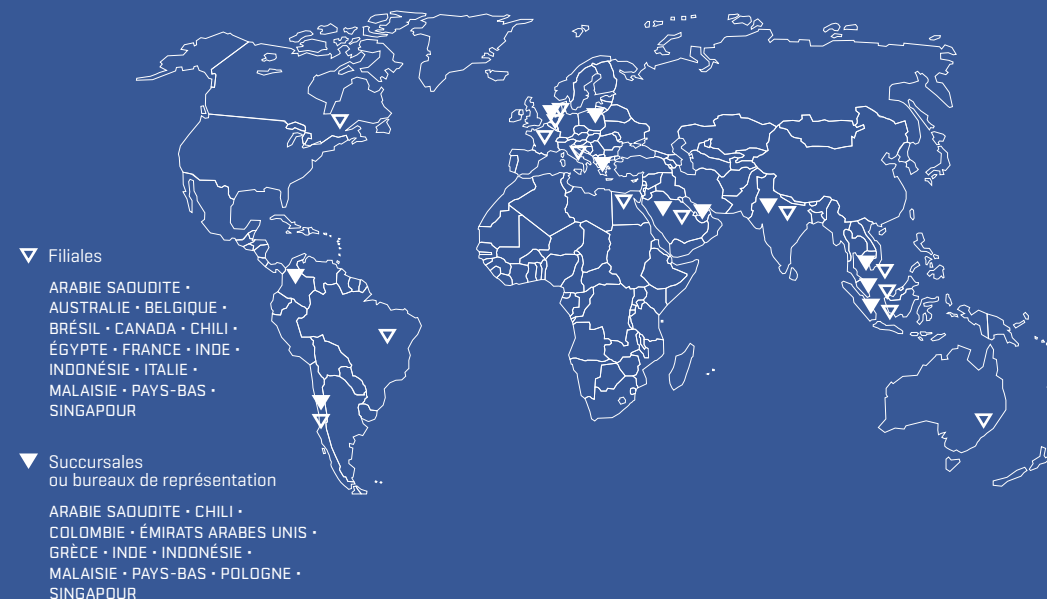 Filiales
ARABIE SAOUDITE •
AUSTRALIE • BELGIQUE •
BRÉSIL • CANADA • CHILI •
ÉGYPTE • FRANCE • INDE •
INDONÉSIE • ITALIE •
MALAISIE • PAYS-BAS •
SINGAPOUR
Succursales
ou bureaux de représentation
ARABIE SAOUDITE • CHILI •
COLOMBIE • ÉMIRATS ARABES UNIS •
GRÈCE • INDE • INDONÉSIE •
MALAISIE • PAYS-BAS • POLOGNE •
SINGAPOUR